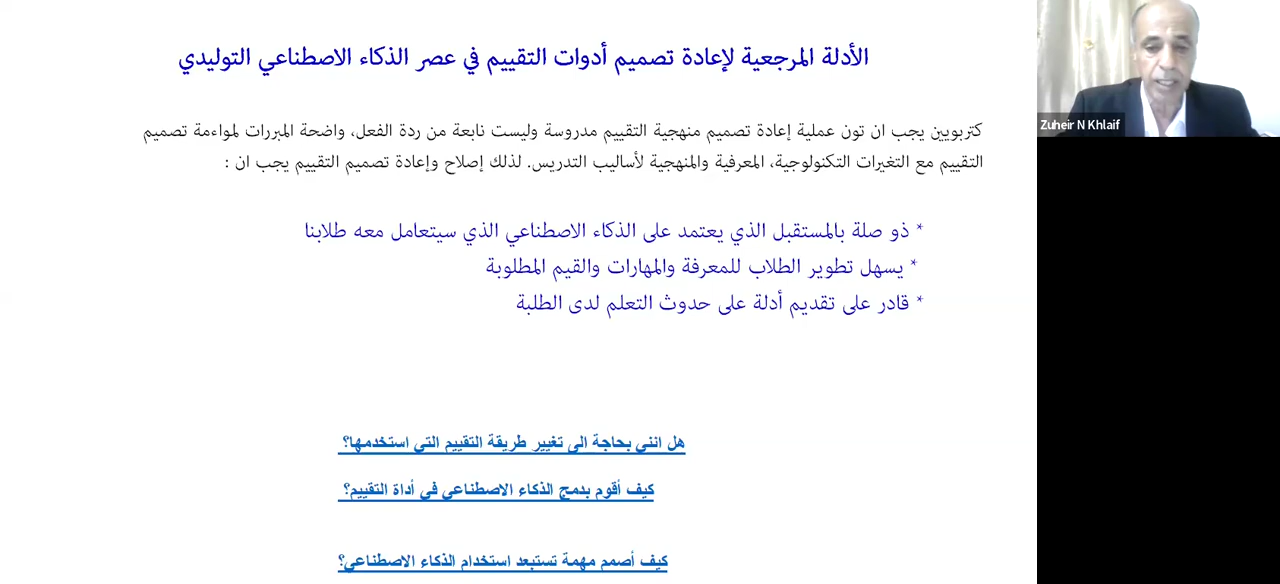 الأدلة المرجعية لإعادة تصميم أدوات التقييم في عصر الذكاء الاصطناعي التوليدي
كتربويين يجب ان تون عملية إعادة تصميم منهجية التقييم مدروسة وليست نابعة من ردة الفعل، واضحة المبررات لمواءمة تصميم
التقييم مع التغيرات التكنولوجية، المعرفية والمنهجية لأساليب التدريس. لذلك إصلاح وإعادة تصميم التقييم يجب ان :
* ذو صلة بالمستقبل الذي يعتمد على الذكاء الاصطناعي الذي سيتعامل معه طلابنا
* يسهل تطوير الطلاب للمعرفة والمهارات والقيم المطلوبة
* قادر على تقديم أدلة على حدوث التعلم لدى الطلبة
هل انني بحاجة الى تغيير طريقة التقييم التي استخدمها؟
كيف أقوم بدمج الذكاء الاصطناعي في أداة التقييم؟
كيف أصمم مهمة تستبعد استخدام الذكاء الاصطناعي؟
Zuheir N Khlaif